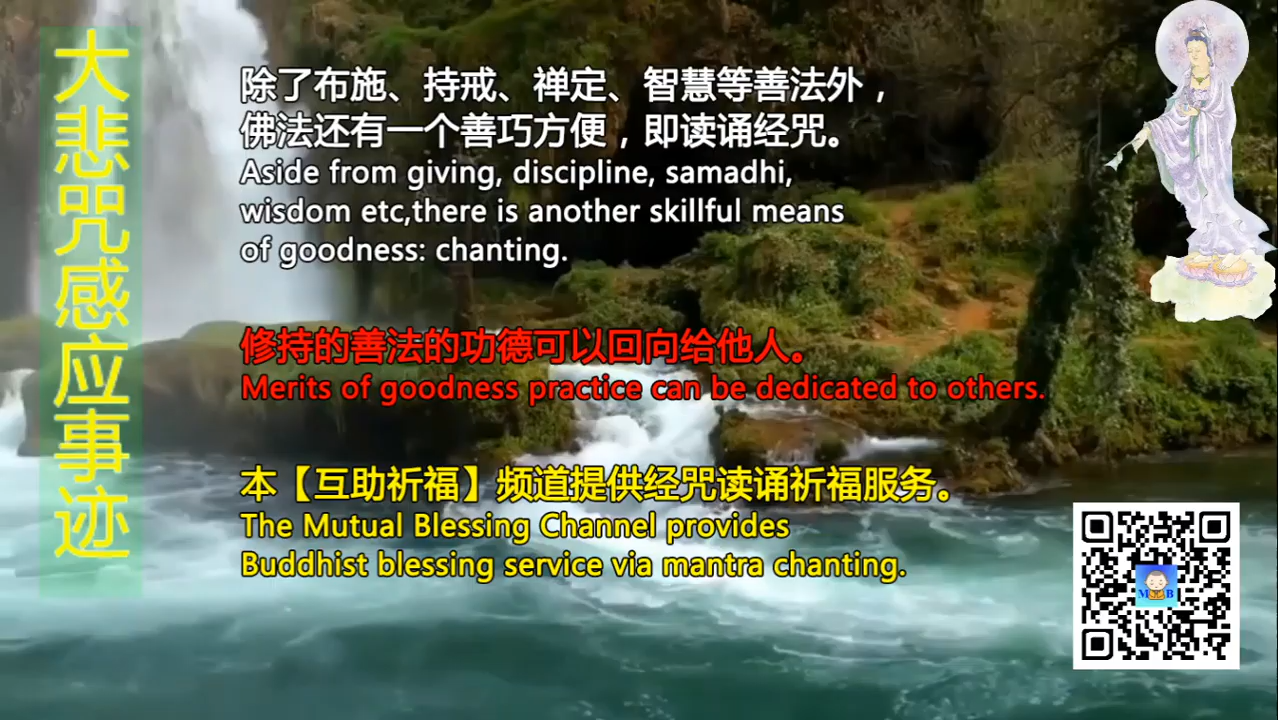 大悲咒感应事迹
除了布施、持戒、禅定、智慧等善法外，
佛法还有一个善巧方便，即读诵经咒。
Aside from giving, discipline, samadhi,
wisdom etc,there is another skillful means
of goodness: chanting.
修持的善法的功德可以回向给他人。
Merits of goodness practice can be dedicated to others.
本【互助祈福】频道提供经咒读诵祈福服务。
The Mutual Blessing Channel provides
Buddhist blessing service via mantra chanting.
M B